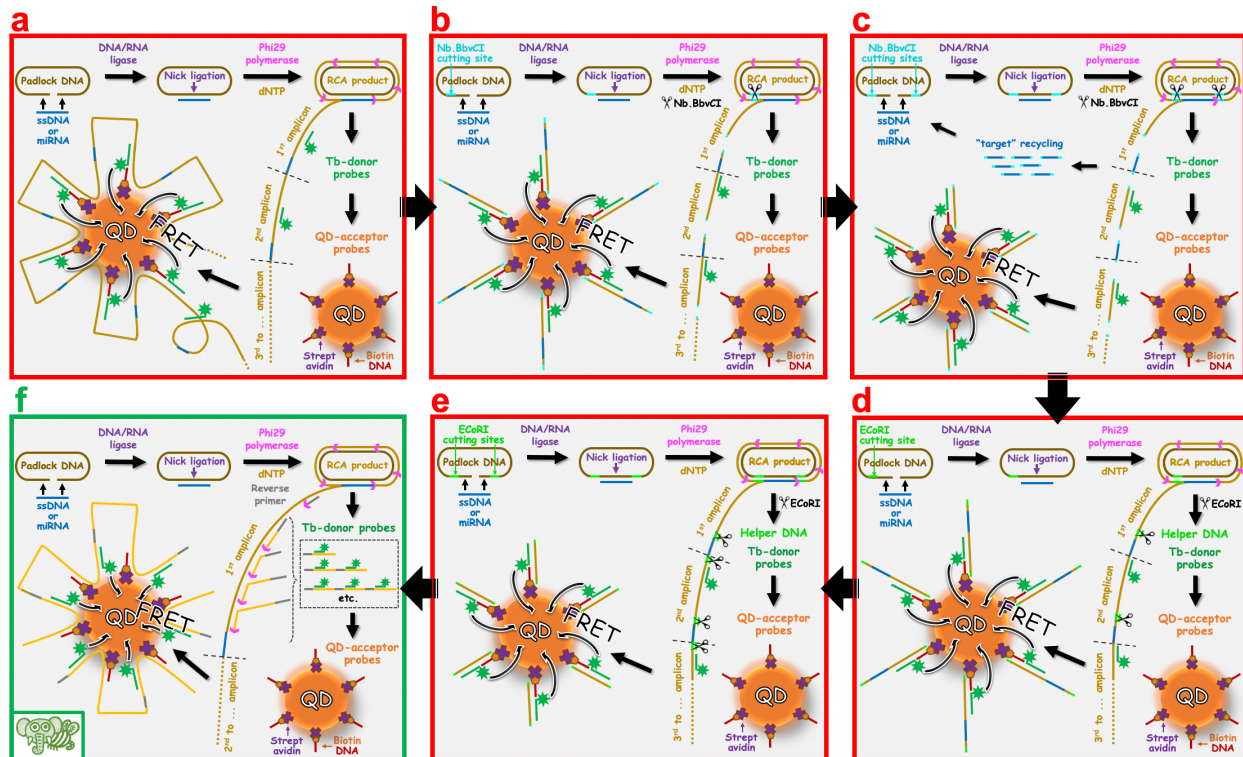 a
DNA/RNA
ligase
Phi29
polymerase
Padlock DNA
Nick ligation
dNTP
RCA product
ssDNA
or
miRNA
1st amplicon
2nd amplicon
3rd to ... amplicon
Tb-donor
probes
QD-acceptor
probes
QD
FRET
QD
Strept
avidin
Biotin
DNA
b
Nb.BbvCI
cutting site
DNA/RNA
ligase
Phi29
polymerase
Padlock DNA
Nick ligation
dNTP
Nb.BbvCI
RCA product
ssDNA
or
miRNA
1st amplicon
2nd amplicon
3rd to ... amplicon
Tb-donor
probes
QD-acceptor
probes
QD
FRET
QD
Strept
avidin
Biotin
DNA
c
Nb.BbvCI
cutting sites
DNA/RNA
ligase
Phi29
polymerase
Padlock DNA
Nick ligation
dNTP
Nb.BbvCI
RCA product
ssDNA
or
miRNA
"target" recycling
1st amplicon
2nd amplicon
3rd to ... amplicon
Tb-donor
probes
QD-acceptor
probes
QD
FRET
QD
Strept
avidin
Biotin
DNA
f
DNA/RNA
ligase
Phi29
polymerase
Padlock DNA
Nick ligation
dNTP
RCA product
ssDNA
or
miRNA
Reverse
primer
1st amplicon
2nd to ... amplicon
Tb-donor probes
etc.
QD-acceptor
probes
QD
FRET
QD
Strept
avidin
Biotin
DNA
e
ECoRI
cutting sites
DNA/RNA
ligase
Phi29
polymerase
Padlock DNA
Nick ligation
dNTP
RCA product
ssDNA
or
miRNA
ECoRI
Helper DNA
Tb-donor
probes
1st amplicon
2nd amplicon
3rd to ... amplicon
QD-acceptor
probes
QD
FRET
QD
Strept
avidin
Biotin
DNA
d
ECoRI
cutting site
DNA/RNA
ligase
Phi29
polymerase
Padlock DNA
Nick ligation
dNTP
RCA product
ssDNA
or
miRNA
ECoRI
Helper DNA
Tb-donor
probes
1st amplicon
2nd amplicon
3rd to ... amplicon
QD-acceptor
probes
QD
FRET
QD
Strept
avidin
Biotin
DNA